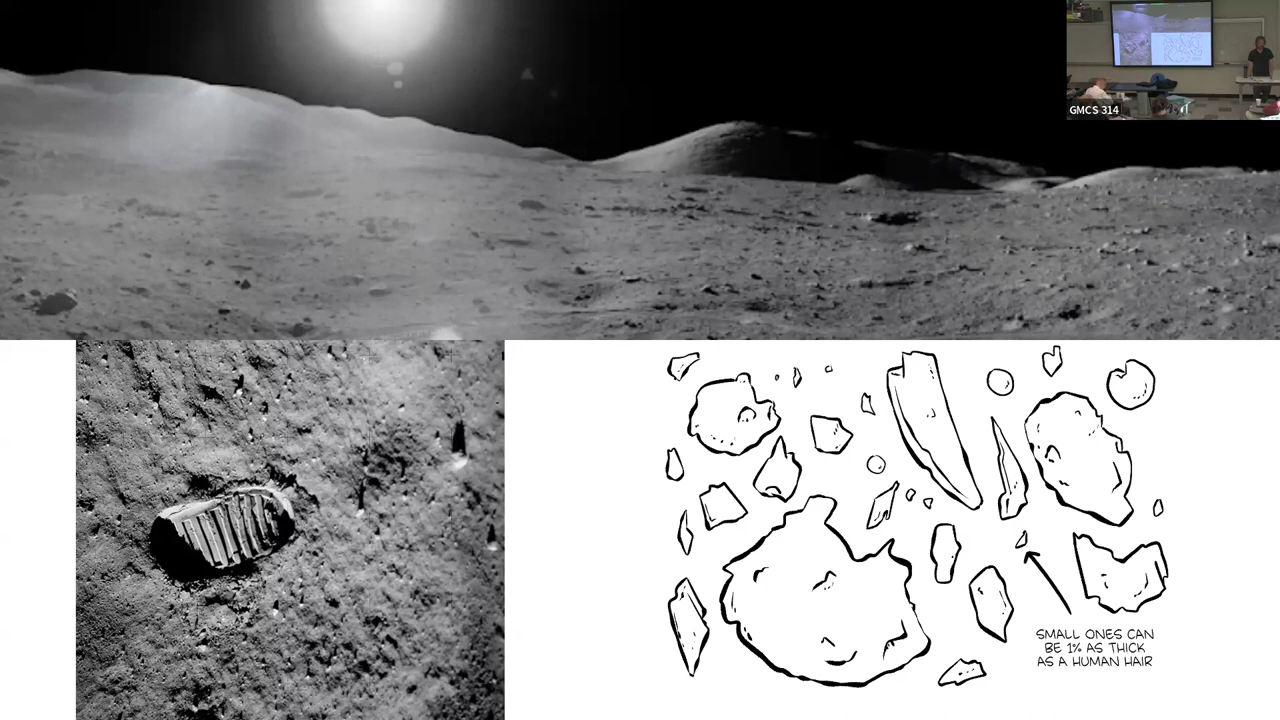 GMCS 314
SMALL ONES CAN
BE 1% AS THICK
AS A HUMAN HAIR